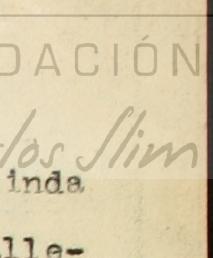 DACIÓN
los Slim
inda
lle-